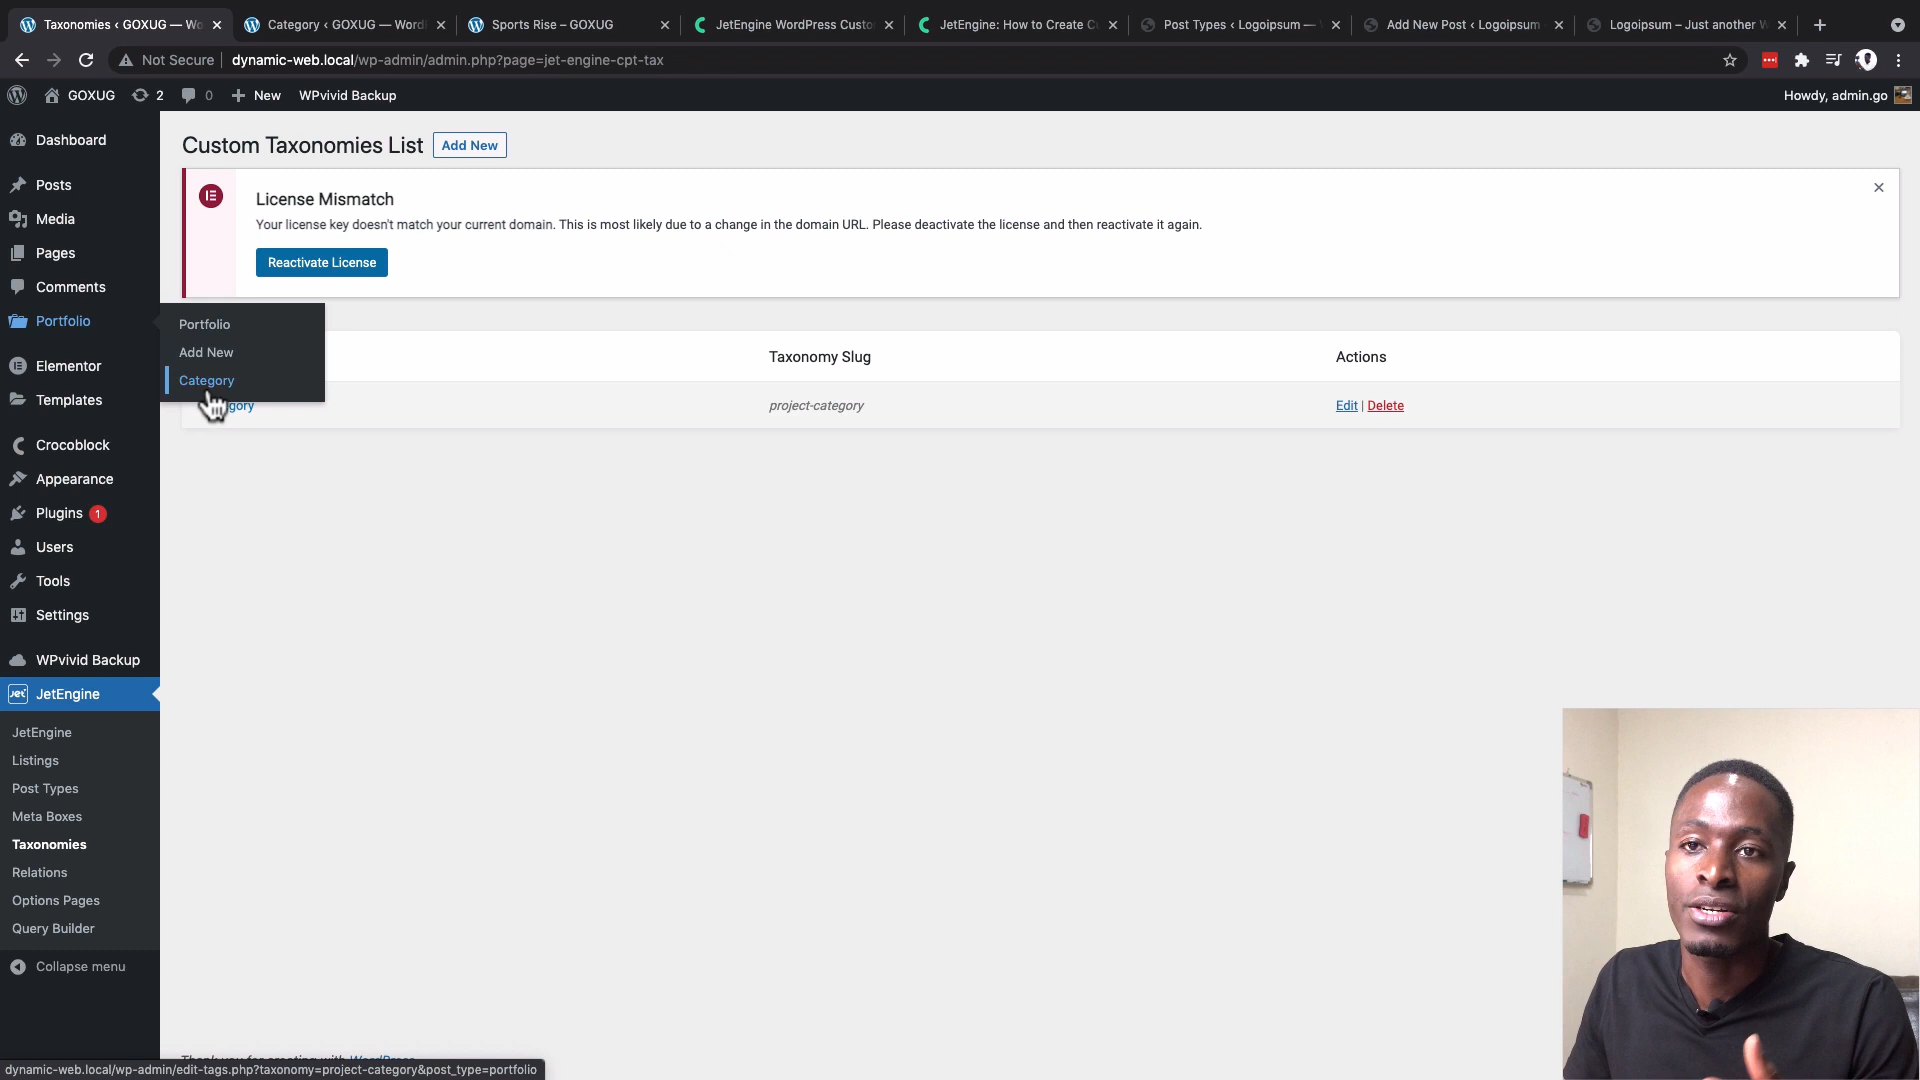 Taxonomies ‹ GOXUG — Wo
Category ‹ GOXUG — Word
Sports Rise – GOXUG
JetEngine WordPress Custo
JetEngine: How to Create C
Post Types ‹ Logoipsum —
Add New Post ‹ Logoipsum
Logoipsum – Just another W
Not Secure
dynamic-web.local/wp-admin/admin.php?page=jet-engine-cpt-tax
GOXUG
2
0
New
WPvivid Backup
Howdy, admin.go
Dashboard
Posts
Media
Pages
Comments
Portfolio
Elementor
Templates
Crocoblock
Appearance
Plugins 1
Users
Tools
Settings
WPvivid Backup
JetEngine
JetEngine
Listings
Post Types
Meta Boxes
Taxonomies
Relations
Options Pages
Query Builder
Collapse menu
Portfolio
Add New
Category
Custom Taxonomies List
Add New
License Mismatch
Your license key doesn't match your current domain. This is most likely due to a change in the domain URL. Please deactivate the license and then reactivate it again.
Reactivate License
Taxonomy Slug
Actions
gory
project-category
Edit | Delete
Thank you for creating with WordPress
dynamic-web.local/wp-admin/edit-tags.php?taxonomy=project-category&post_type=portfolio